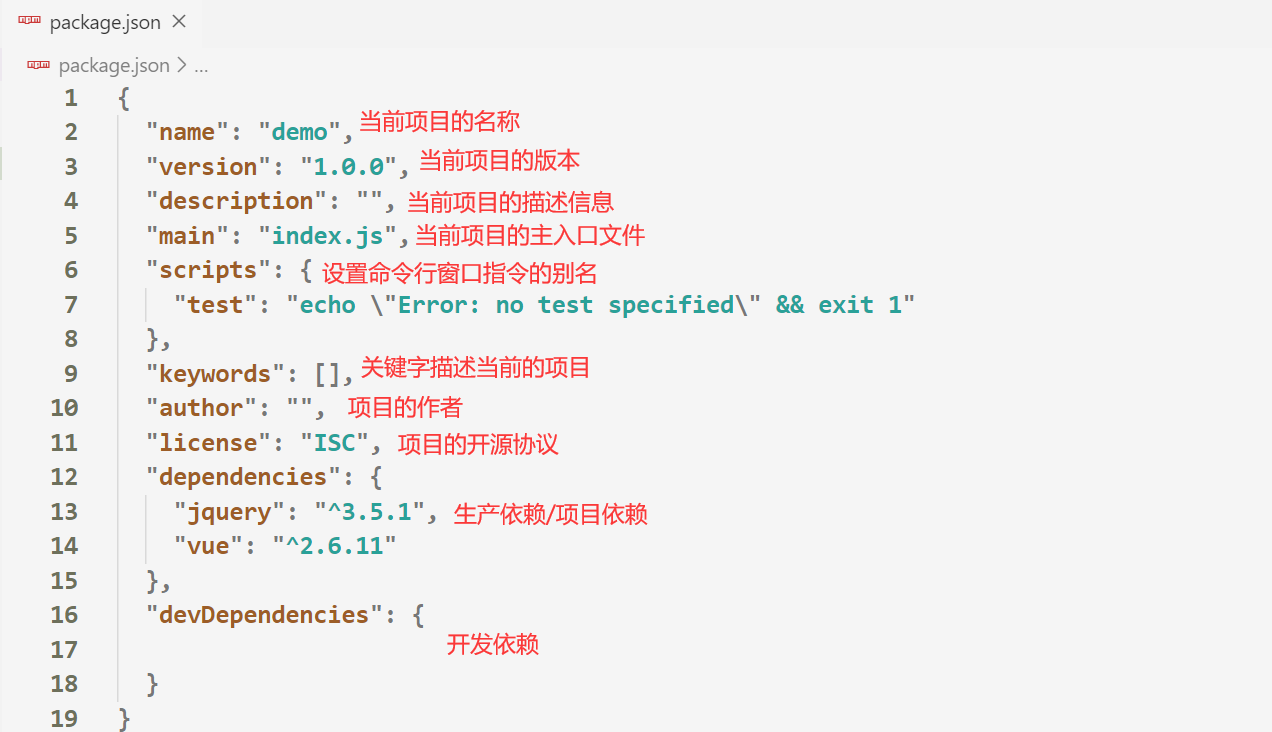 package.json
package.json > ...
1 {
2 "name": "demo", 当前项目的名称
3 "version": "1.0.0", 当前项目的版本
4 "description": "", 当前项目的描述信息
5 "main": "index.js", 当前项目的主入口文件
6 "scripts": { 设置命令行窗口指令的别名
7 "test": "echo \"Error: no test specified\" && exit 1"
8 },
9 "keywords": [], 关键字描述当前的项目
10 "author": "", 项目的作者
11 "license": "ISC", 项目的开源协议
12 "dependencies": {
13 "jquery": "^3.5.1", 生产依赖/项目依赖
14 "vue": "^2.6.11"
15 },
16 "devDependencies": {
17 开发依赖
18 }
19 }